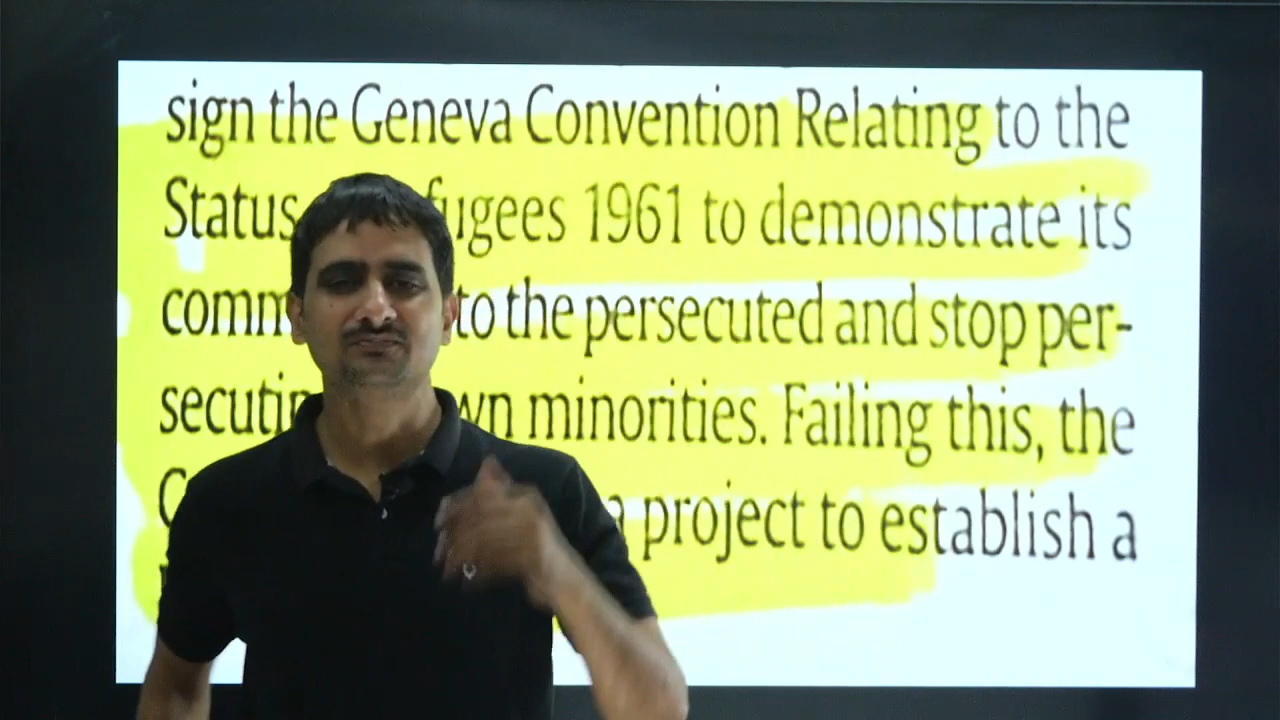 sign the Geneva Convention Relating to the
Status fugees 1961 to demonstrate its
comm to the persecuted and stop per-
secutin wn minorities. Failing this, the
a project to establish a